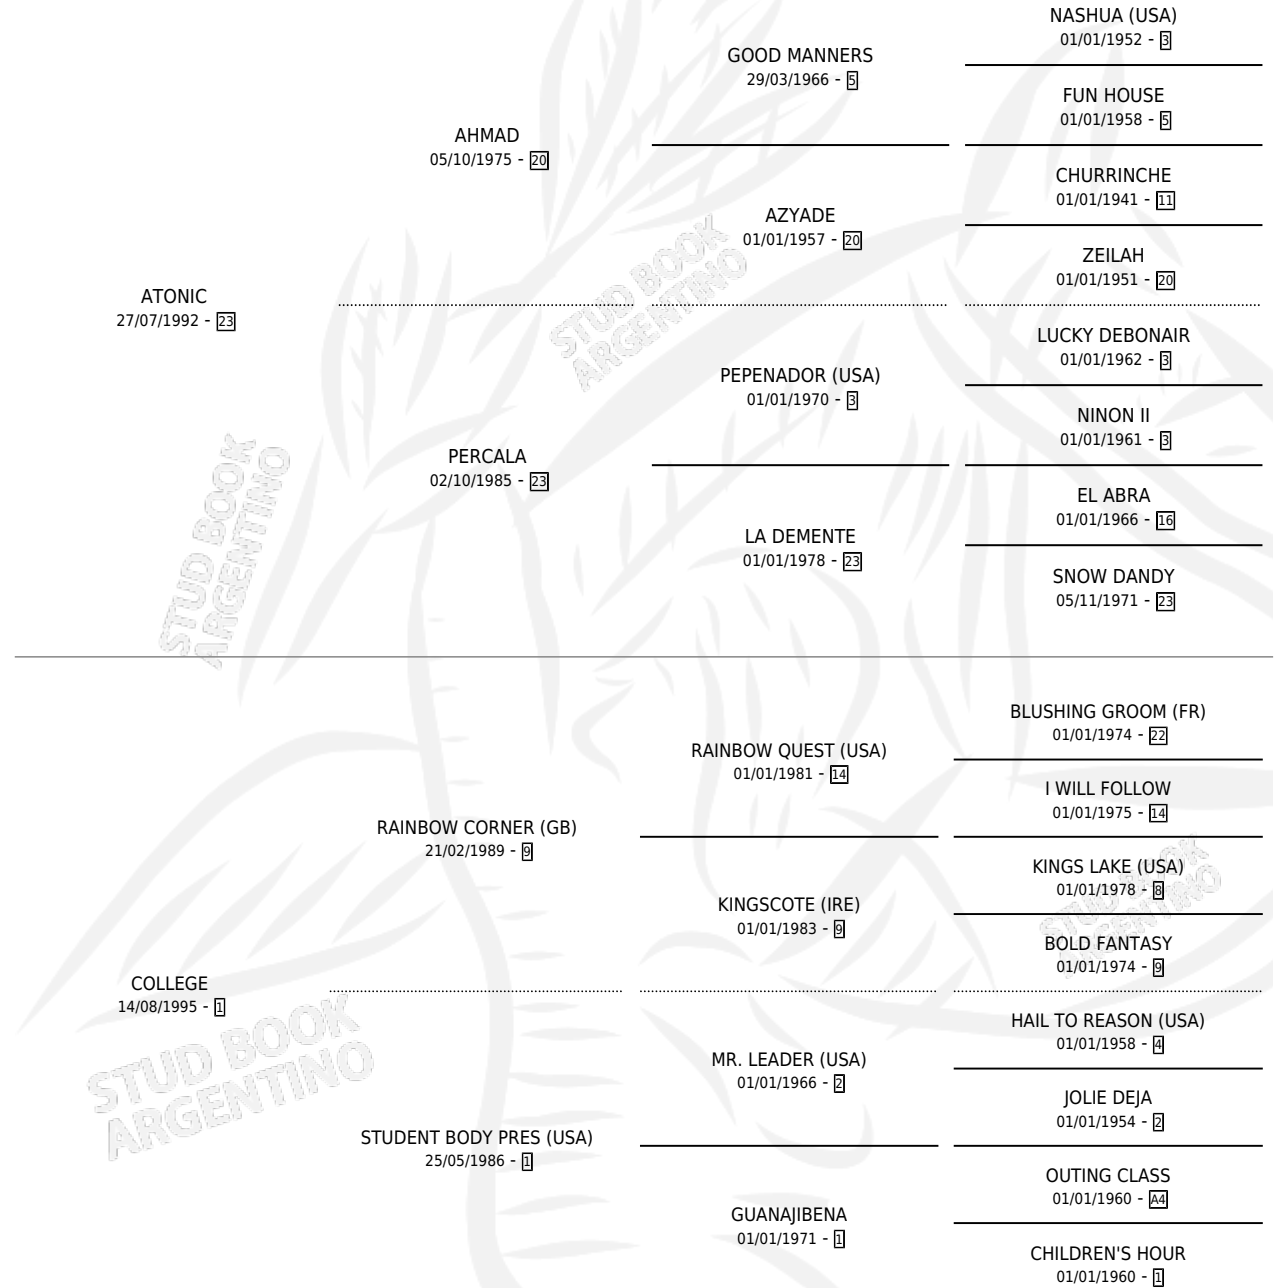 NASHUA (USA)
01/01/1952 - 3
GOOD MANNERS
29/03/1966 - 5
FUN HOUSE
01/01/1958 - 5
AHMAD
05/10/1975 - 20
CHURRINCHE
01/01/1941 - 11
AZYADE
01/01/1957 - 20
ZEILAH
01/01/1951 - 20
ATONIC
27/07/1992 - 23
LUCKY DEBONAIR
01/01/1962 - 3
PEPENADOR (USA)
01/01/1970 - 3
NINON II
01/01/1961 - 3
PERCALA
02/10/1985 - 23
EL ABRA
01/01/1966 - 16
LA DEMENTE
01/01/1978 - 23
SNOW DANDY
05/11/1971 - 23
STUD BOOK
ARGENTINO
STUD BOOK
ARGENTINO
BLUSHING GROOM (FR)
01/01/1974 - 22
RAINBOW QUEST (USA)
01/01/1981 - 14
I WILL FOLLOW
01/01/1975 - 14
RAINBOW CORNER (GB)
21/02/1989 - 9
KINGS LAKE (USA)
01/01/1978 - 8
KINGSCOTE (IRE)
01/01/1983 - 9
BOLD FANTASY
01/01/1974 - 9
COLLEGE
14/08/1995 - 1
HAIL TO REASON (USA)
01/01/1958 - 4
MR. LEADER (USA)
01/01/1966 - 2
JOLIE DEJA
01/01/1954 - 2
STUDENT BODY PRES (USA)
25/05/1986 - 1
OUTING CLASS
01/01/1960 - A4
GUANAJIBENA
01/01/1971 - 1
CHILDREN'S HOUR
01/01/1960 - 1
STUD BOOK
ARGENTINO
STUD BOOK
ARGENTINO